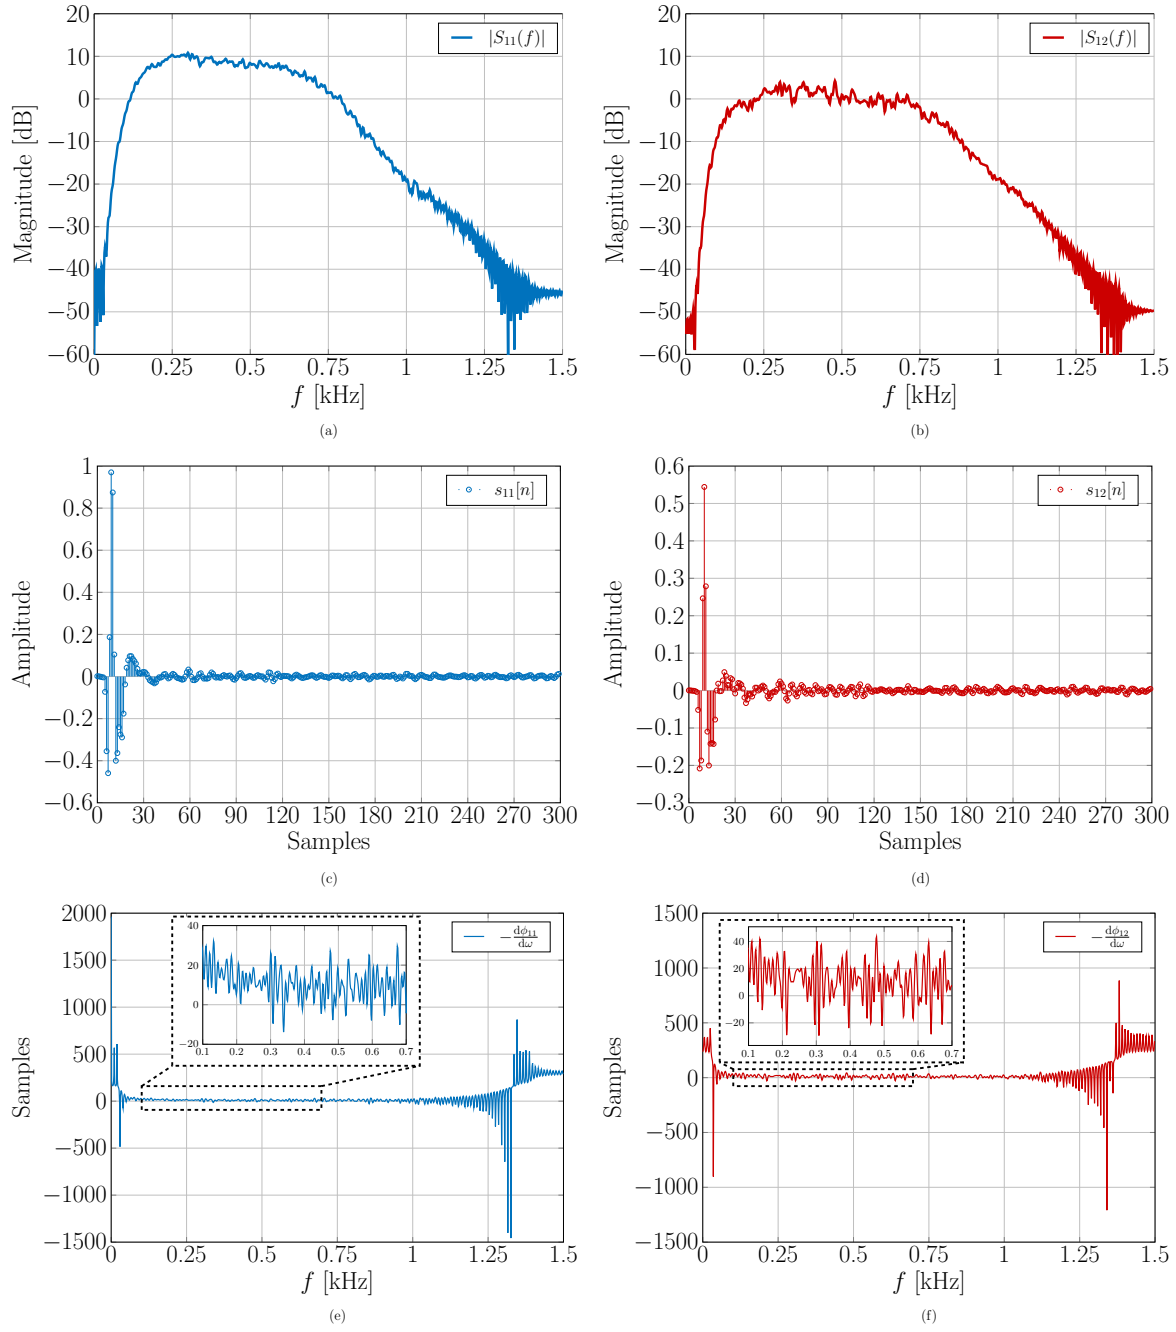 20
10
0
−10
−20
−30
−40
−50
−60
Magnitude [dB]
|S₁₁(f)|
0 0.25 0.5 0.75 1 1.25 1.5
f [kHz]
(a)
20
10
0
−10
−20
−30
−40
−50
−60
Magnitude [dB]
|S₁₂(f)|
0 0.25 0.5 0.75 1 1.25 1.5
f [kHz]
(b)
1
0.8
0.6
0.4
0.2
0
−0.2
−0.4
−0.6
Amplitude
s₁₁[n]
0 30 60 90 120 150 180 210 240 270 300
Samples
(c)
0.6
0.5
0.4
0.3
0.2
0.1
0
−0.1
−0.2
−0.3
Amplitude
s₁₂[n]
0 30 60 90 120 150 180 210 240 270 300
Samples
(d)
2000
1500
1000
500
0
−500
−1000
−1500
Samples
40
20
0
−20
0.1 0.2 0.3 0.4 0.5 0.6 0.7
−dϕ₁₁/dω
0 0.25 0.5 0.75 1 1.25 1.5
f [kHz]
(e)
1500
1000
500
0
−500
−1000
−1500
Samples
40
20
0
−20
0.1 0.2 0.3 0.4 0.5 0.6 0.7
−dϕ₁₂/dω
0 0.25 0.5 0.75 1 1.25 1.5
f [kHz]
(f)